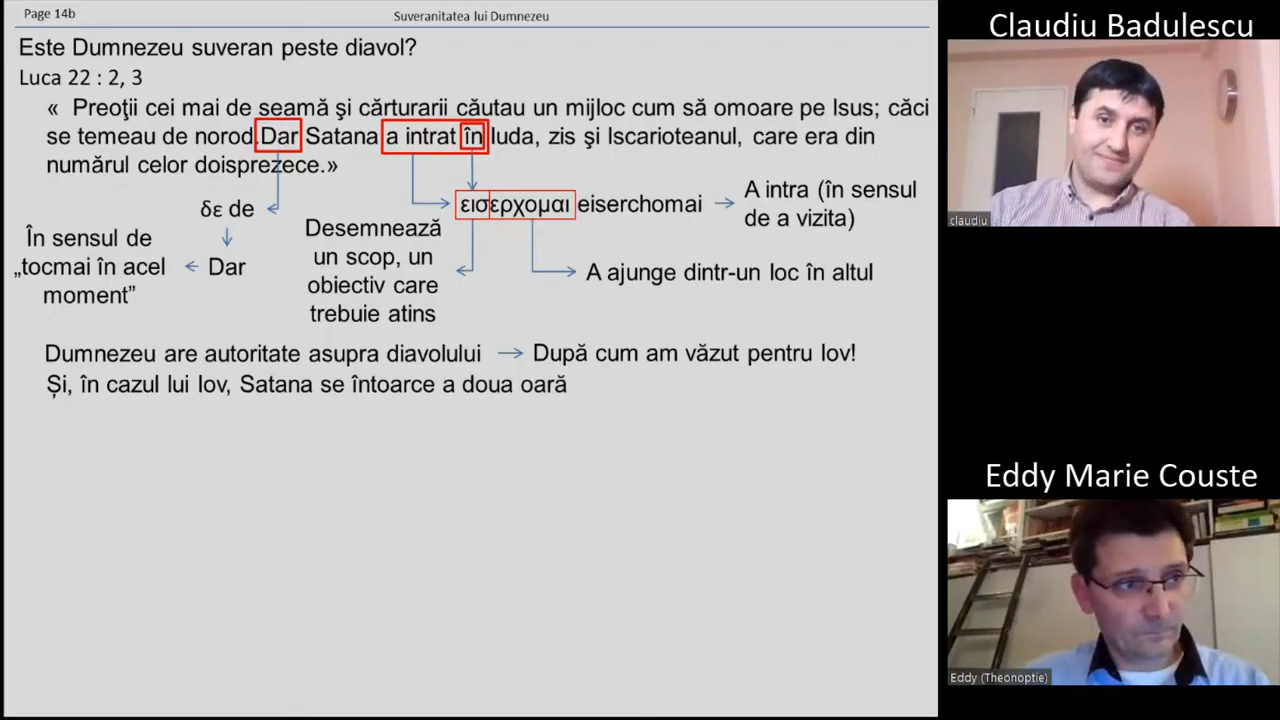 Page 14b
Suveranitatea lui Dumnezeu
Este Dumnezeu suveran peste diavol?
Luca 22 : 2, 3
« Preoţii cei mai de seamă şi cărturarii căutau un mijloc cum să omoare pe Isus; căci
se temeau de norod. Dar Satana a intrat în Iuda, zis şi Iscarioteanul, care era din
numărul celor doisprezece.»
δε de
În sensul de
„tocmai în acel
moment”
Dar
Desemnează
un scop, un
obiectiv care
trebuie atins
εισερχομαι eiserchomai
A intra (în sensul
de a vizita)
A ajunge dintr-un loc în altul
Dumnezeu are autoritate asupra diavolului
După cum am văzut pentru Iov!
Și, în cazul lui Iov, Satana se întoarce a doua oară
Claudiu Badulescu
claudiu
Eddy Marie Couste
Eddy (Theonoptie)